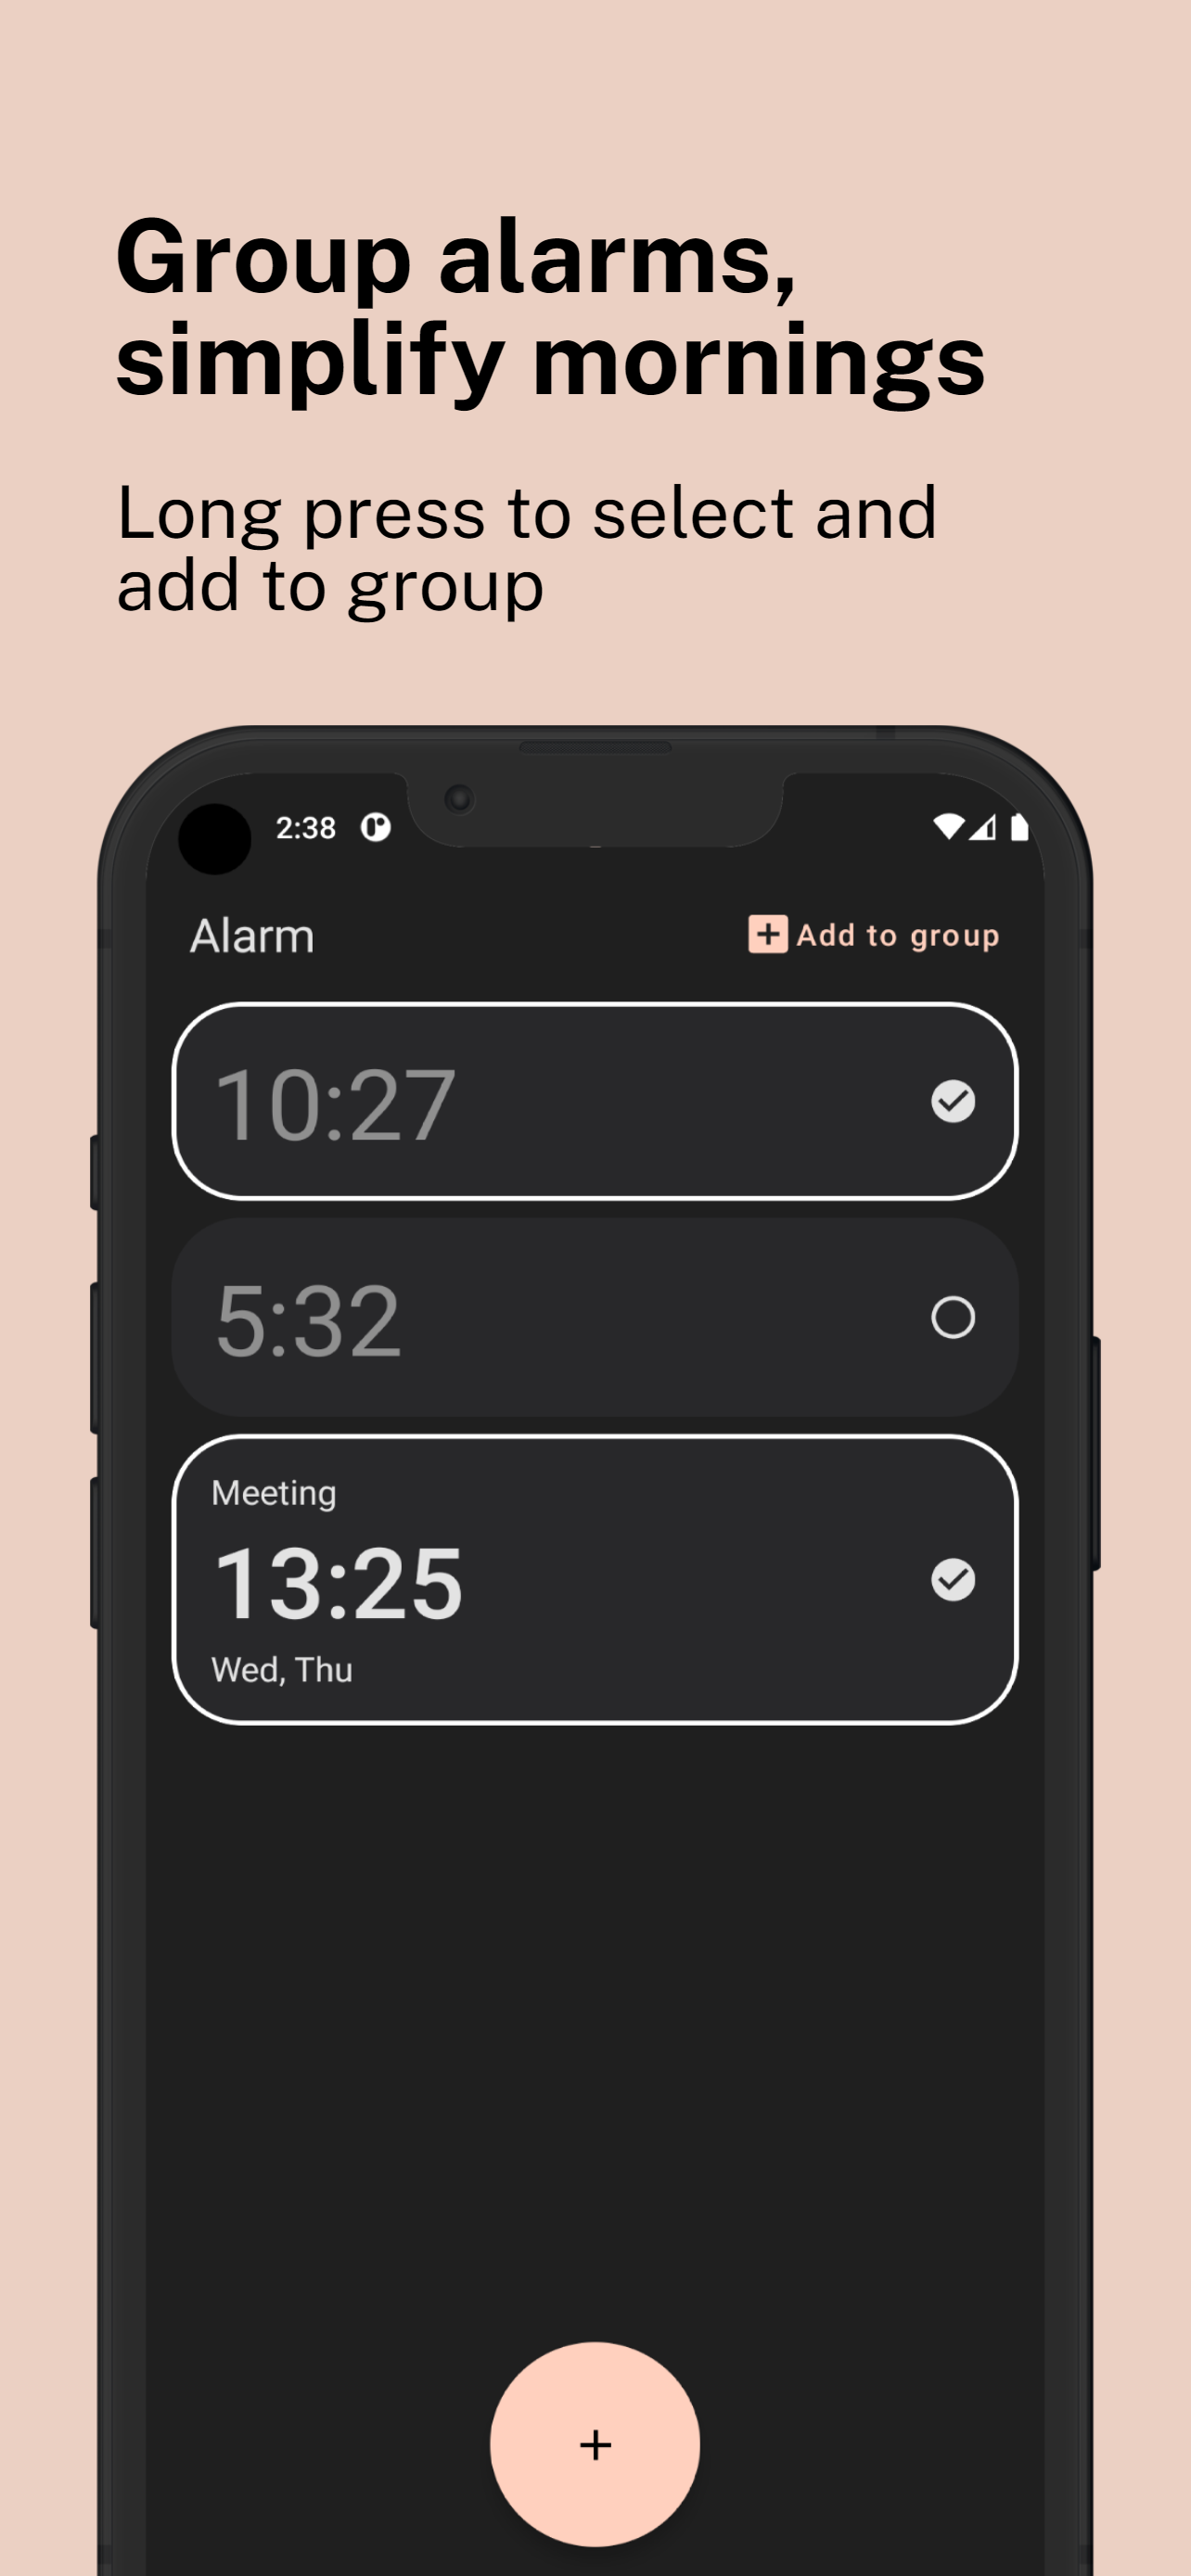 Group alarms,
simplify mornings
Long press to select and
add to group
2:38
Alarm
Add to group
10:27
5:32
Meeting
13:25
Wed, Thu
+